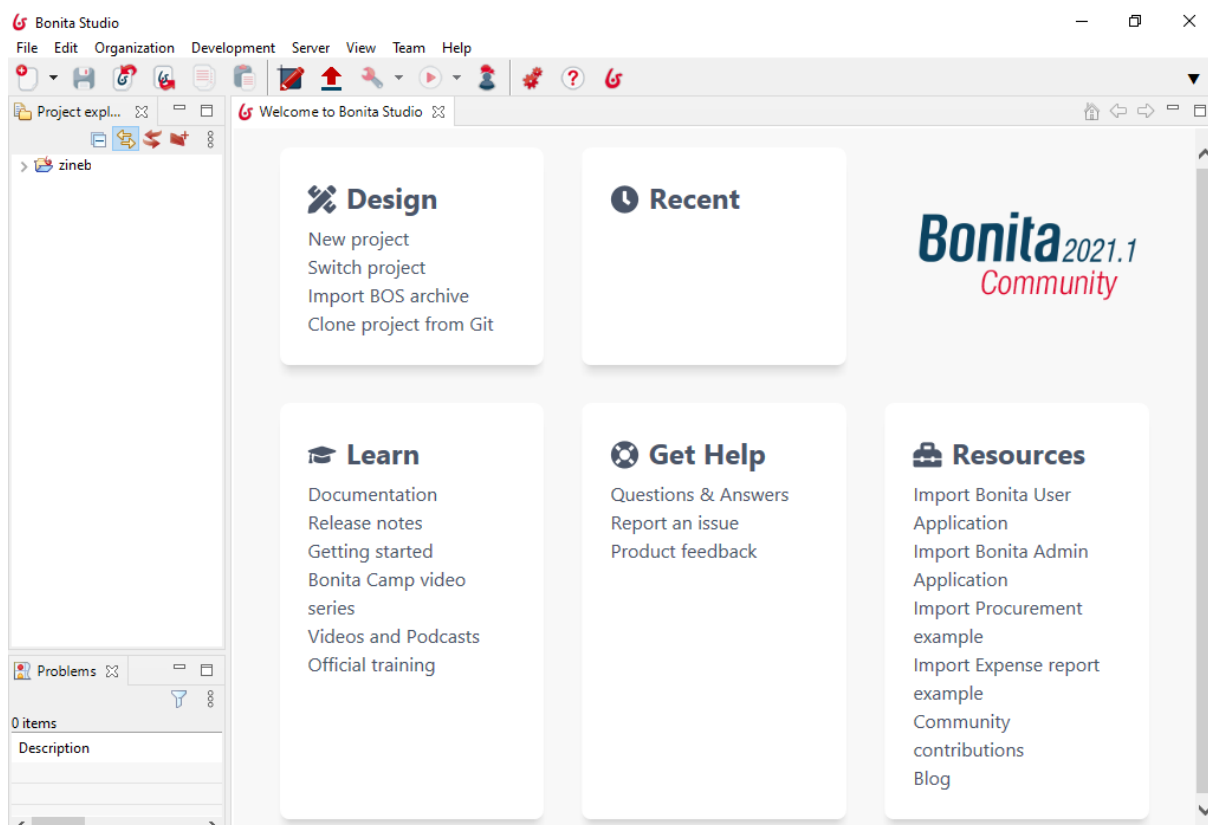 Bonita Studio
File Edit Organization Development Server View Team Help
Project expl...
Welcome to Bonita Studio
zineb
Design
New project
Switch project
Import BOS archive
Clone project from Git
Recent
Bonita 2021.1
Community
Learn
Documentation
Release notes
Getting started
Bonita Camp video
series
Videos and Podcasts
Official training
Get Help
Questions & Answers
Report an issue
Product feedback
Resources
Import Bonita User
Application
Import Bonita Admin
Application
Import Procurement
example
Import Expense report
example
Community
contributions
Blog
Problems
0 items
Description